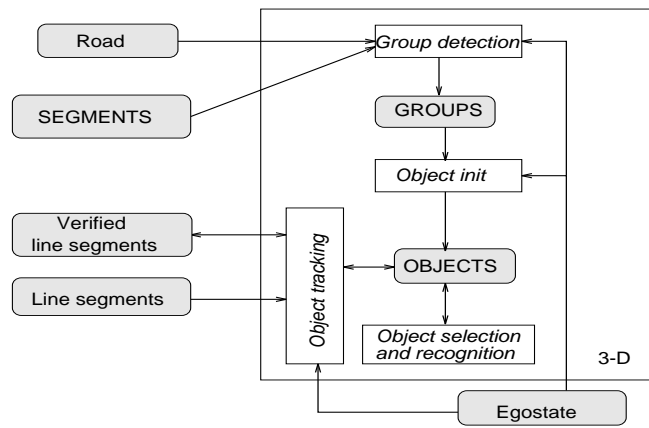 Road
Group detection
SEGMENTS
GROUPS
Object init
Verified
line segments
OBJECTS
Line segments
Object tracking
Object selection
and recognition
3-D
Egostate